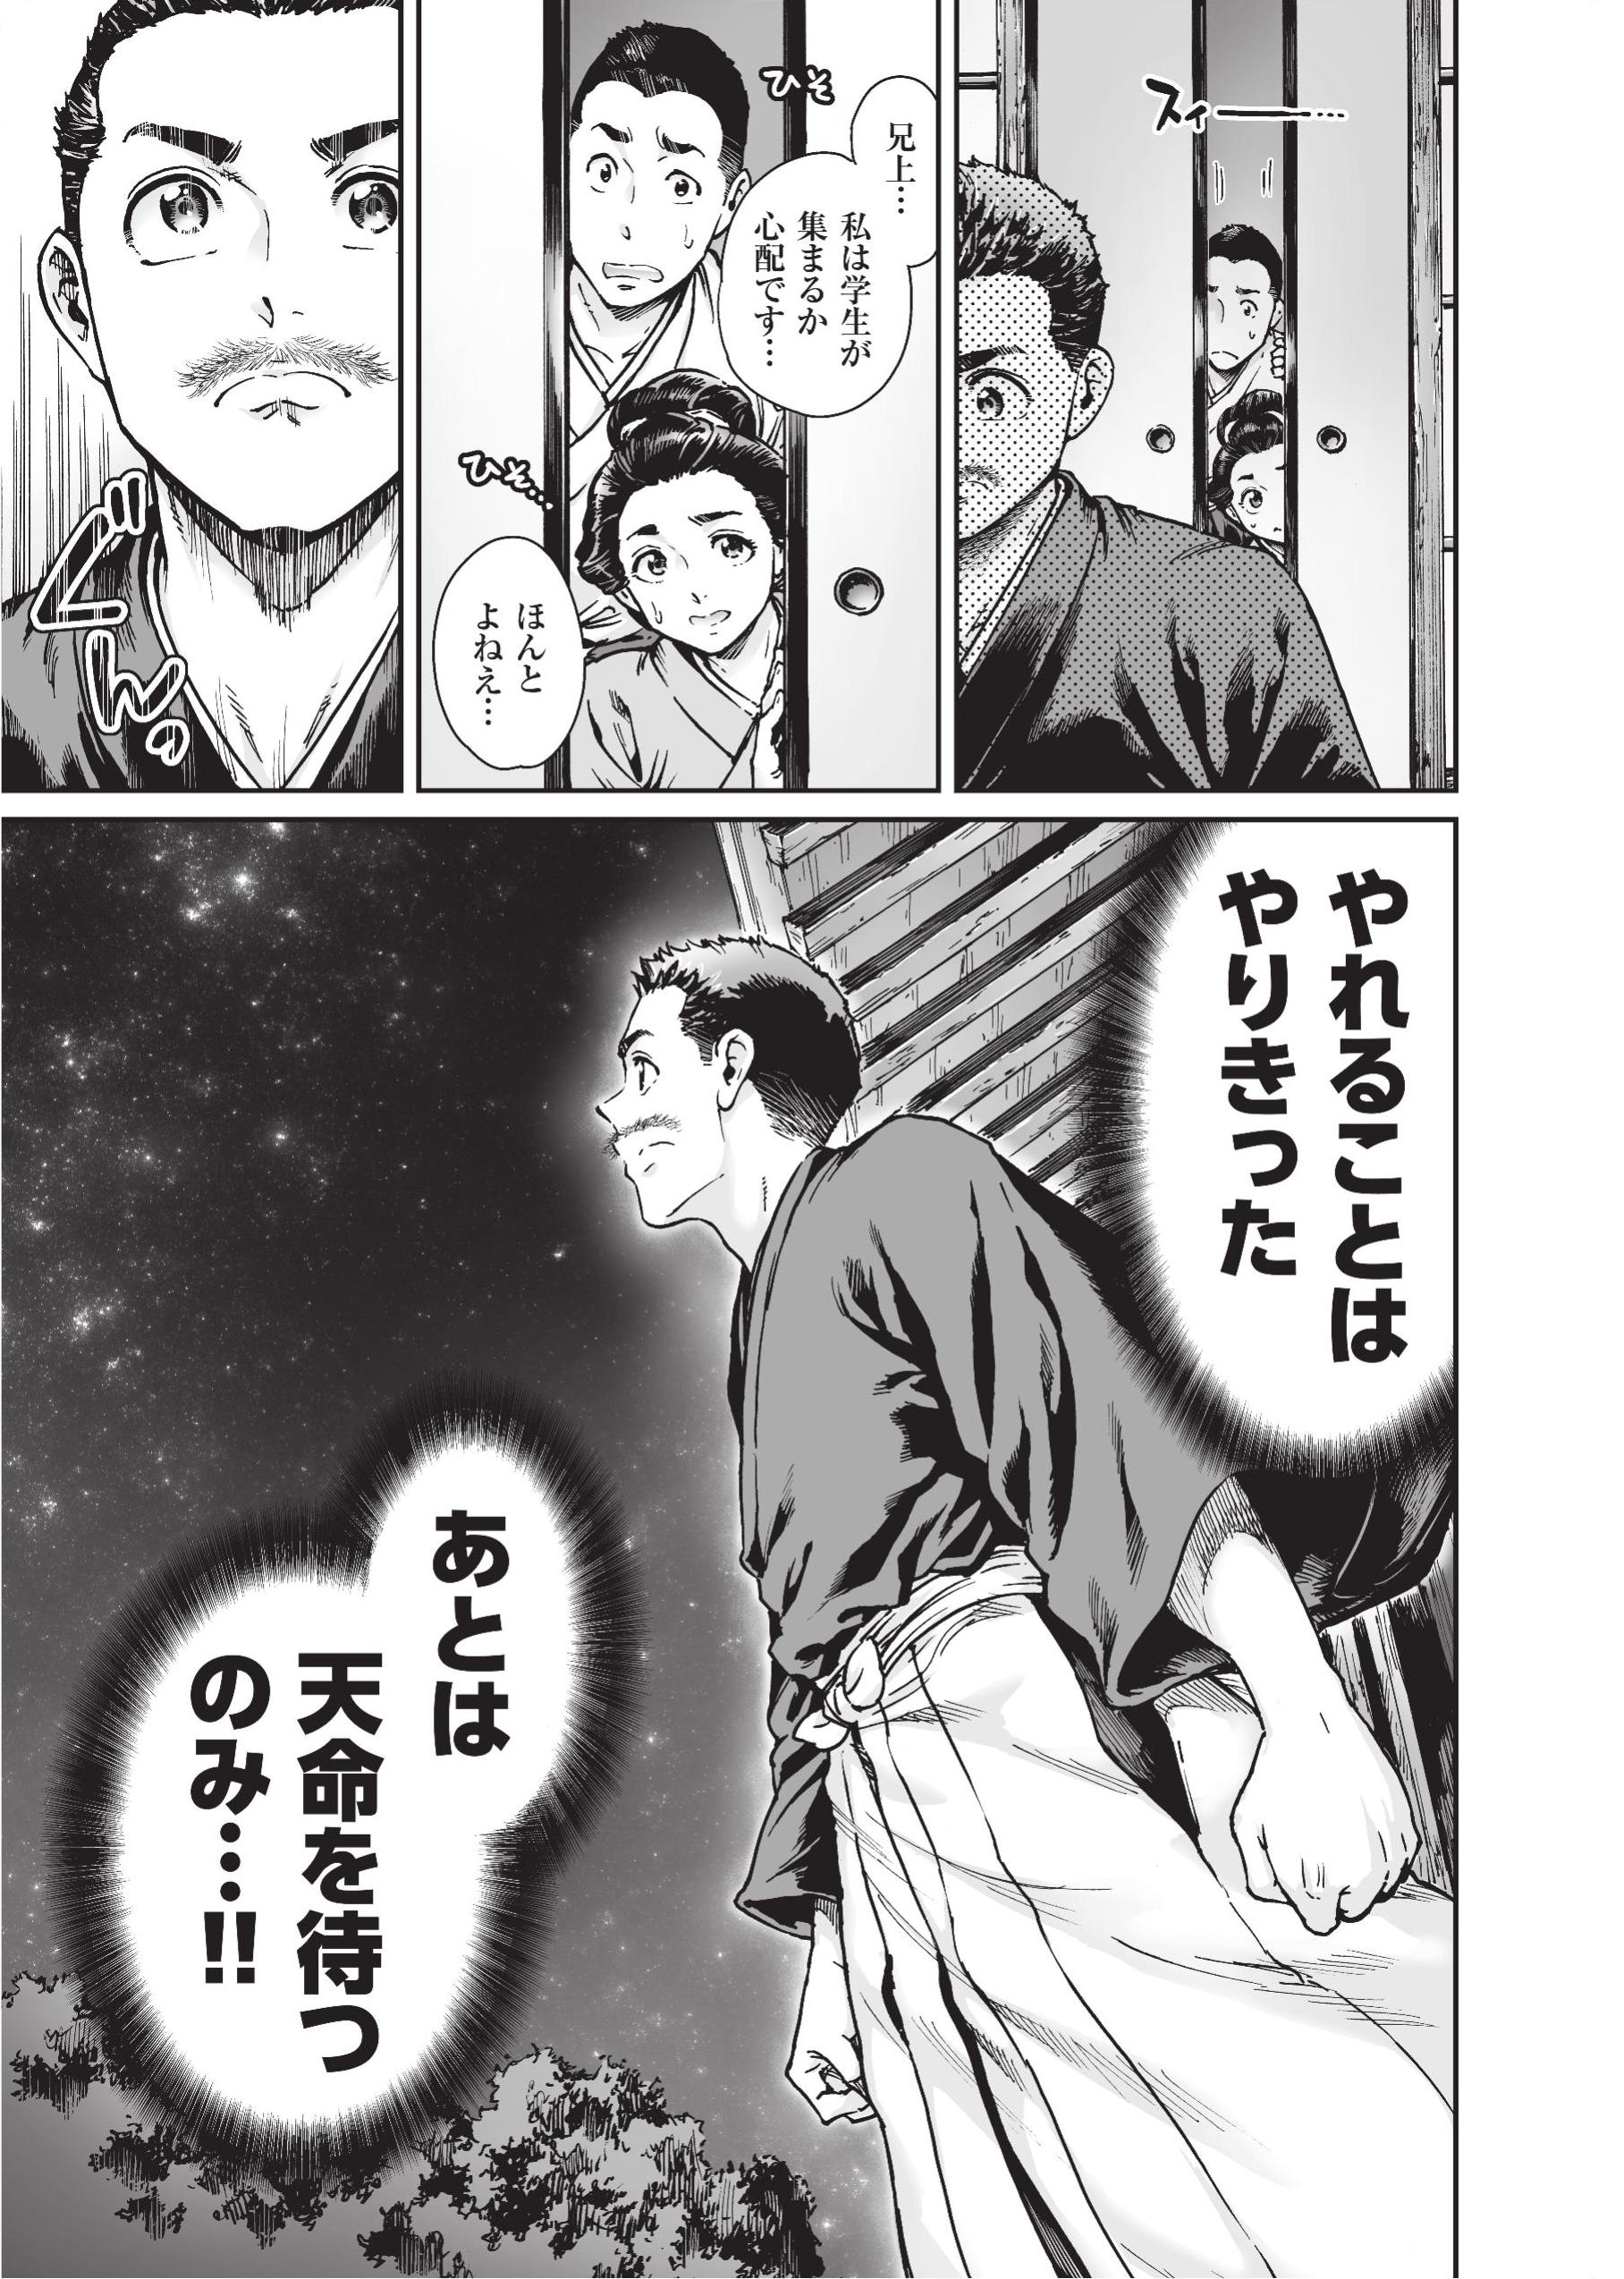 スィー…
兄上…
私は学生が
集まるか
心配です…
ひそ
ひそ…
ほんと
よねえ…
ぐんっ
やれることは
やりきった
あとは
天命を待つ
のみ…!!